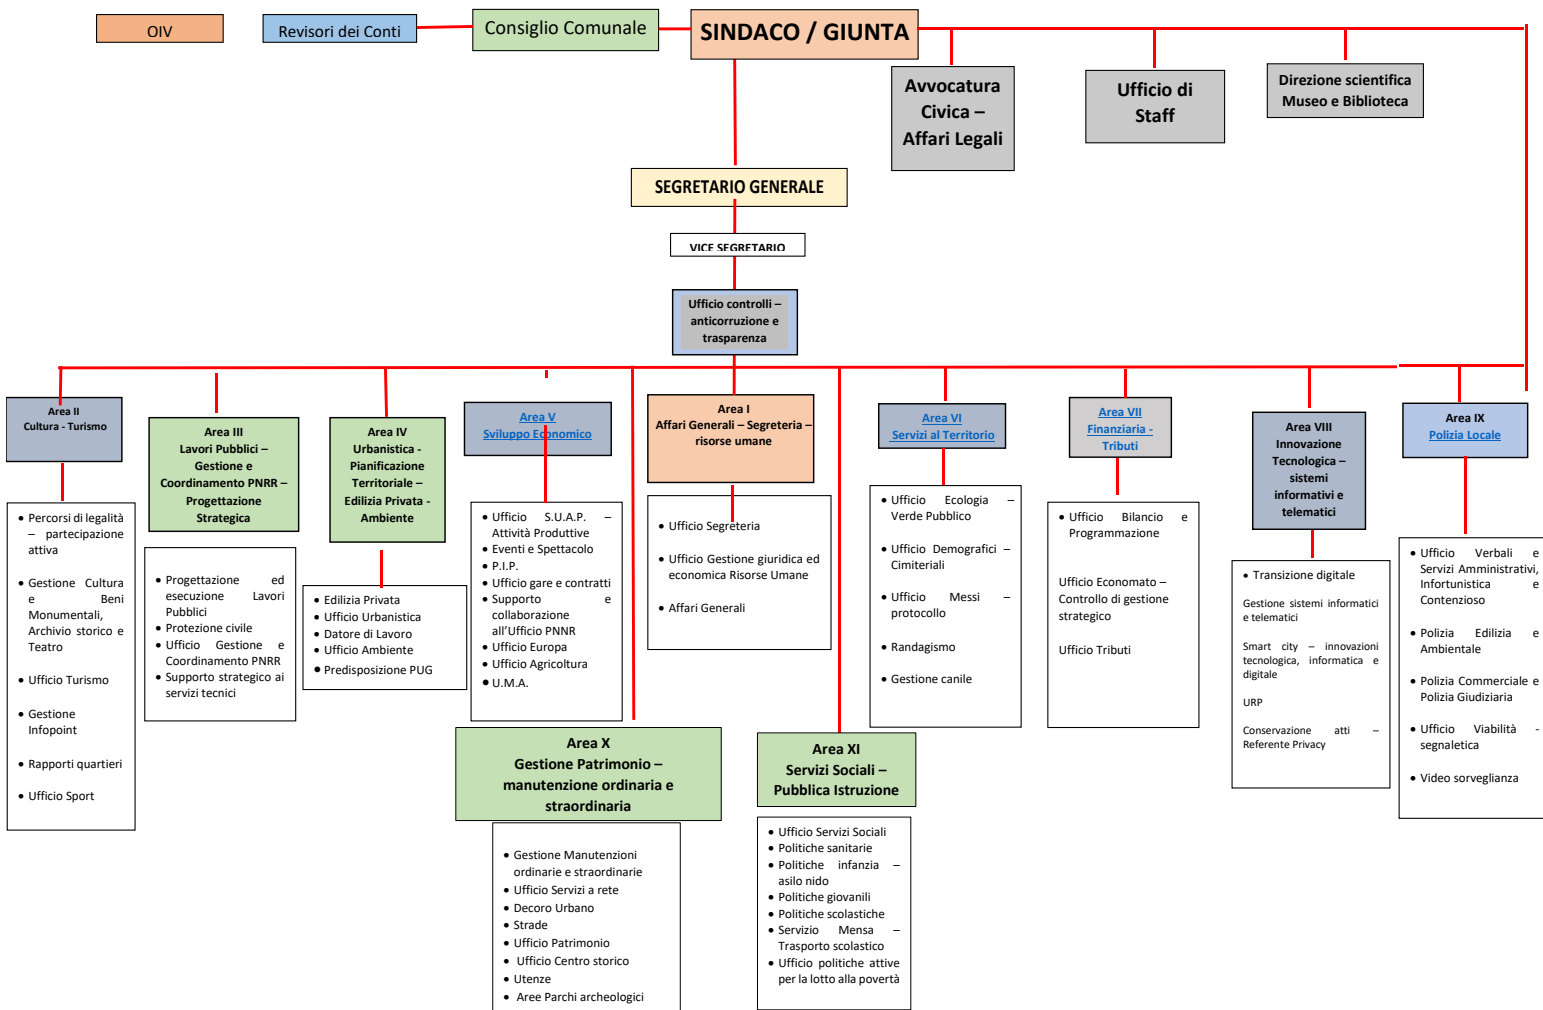 OIV
Revisori dei Conti
Consiglio Comunale
SINDACO / GIUNTA
Avvocatura
Civica –
Affari Legali
Ufficio di
Staff
Direzione scientifica
Museo e Biblioteca
SEGRETARIO GENERALE
VICE SEGRETARIO
Ufficio controlli –
anticorruzione e
trasparenza
Area II
Cultura - Turismo
• Percorsi di legalità
– partecipazione
attiva
• Gestione Cultura
e Beni
Monumentali,
Archivio storico e
Teatro
• Ufficio Turismo
• Gestione
Infopoint
• Rapporti quartieri
• Ufficio Sport
Area III
Lavori Pubblici –
Gestione e
Coordinamento PNRR –
Progettazione
Strategica
• Progettazione ed
esecuzione Lavori
Pubblici
• Protezione civile
• Ufficio Gestione e
Coordinamento PNRR
• Supporto strategico ai
servizi tecnici
Area IV
Urbanistica -
Pianificazione
Territoriale –
Edilizia Privata -
Ambiente
• Edilizia Privata
• Ufficio Urbanistica
• Datore di Lavoro
• Ufficio Ambiente
• Predisposizione PUG
Area V
Sviluppo Economico
• Ufficio S.U.A.P. –
Attività Produttive
• Eventi e Spettacolo
• P.I.P.
• Ufficio gare e contratti
• Supporto e
collaborazione
all'Ufficio PNNR
• Ufficio Europa
• Ufficio Agricoltura
• U.M.A.
Area I
Affari Generali – Segreteria –
risorse umane
• Ufficio Segreteria
• Ufficio Gestione giuridica ed
economica Risorse Umane
• Affari Generali
Area VI
Servizi al Territorio
• Ufficio Ecologia –
Verde Pubblico
• Ufficio Demografici –
Cimiteriali
• Ufficio Messi –
protocollo
• Randagismo
• Gestione canile
Area VII
Finanziaria -
Tributi
• Ufficio Bilancio e
Programmazione
Ufficio Economato –
Controllo di gestione
strategico
Ufficio Tributi
Area VIII
Innovazione
Tecnologica –
sistemi
informativi e
telematici
• Transizione digitale
Gestione sistemi informatici
e telematici
Smart city – innovazioni
tecnologica, informatica e
digitale
URP
Conservazione atti –
Referente Privacy
Area IX
Polizia Locale
• Ufficio Verbali e
Servizi Amministrativi,
Infortunistica e
Contenzioso
• Polizia Edilizia e
Ambientale
• Polizia Commerciale e
Polizia Giudiziaria
• Ufficio Viabilità -
segnaletica
• Video sorveglianza
Area X
Gestione Patrimonio –
manutenzione ordinaria e
straordinaria
• Gestione Manutenzioni
ordinarie e straordinarie
• Ufficio Servizi a rete
• Decoro Urbano
• Strade
• Ufficio Patrimonio
• Ufficio Centro storico
• Utenze
• Aree Parchi archeologici
Area XI
Servizi Sociali –
Pubblica Istruzione
• Ufficio Servizi Sociali
• Politiche sanitarie
• Politiche infanzia –
asilo nido
• Politiche giovanili
• Politiche scolastiche
• Servizio Mensa –
Trasporto scolastico
• Ufficio politiche attive
per la lotto alla povertà